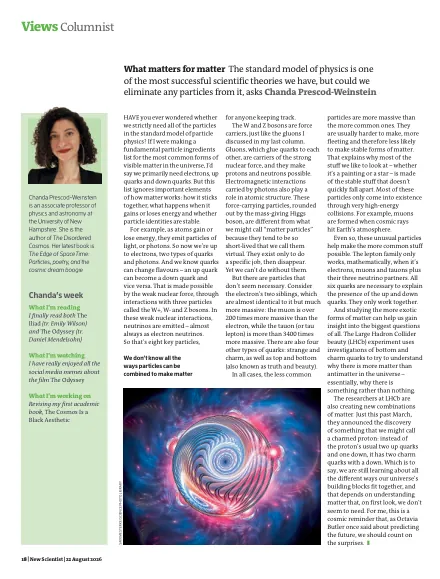 Views Columnist
What matters for matter The standard model of physics is one
of the most successful scientific theories we have, but could we
eliminate any particles from it, asks Chanda Prescod-Weinstein
Chanda Prescod-Weinstein
is an associate professor of
physics and astronomy at
the University of New
Hampshire. She is the
author of The Disordered
Cosmos. Her latest book is
The Edge of Space-Time:
Particles, poetry, and the
cosmic dream boogie
Chanda's week
What I'm reading
I finally read both The
Iliad (tr. Emily Wilson)
and The Odyssey (tr.
Daniel Mendelsohn)
What I'm watching
I have really enjoyed all the
social media memes about
the film The Odyssey
What I'm working on
Revising my first academic
book, The Cosmos Is a
Black Aesthetic
HAVE you ever wondered whether
we strictly need all of the particles
in the standard model of particle
physics? If I were making a
fundamental particle ingredients
list for the most common forms of
visible matter in the universe, I'd
say we primarily need electrons, up
quarks and down quarks. But this
list ignores important elements
of how matter works: how it sticks
together, what happens when it
gains or loses energy and whether
particle identities are stable.
For example, as atoms gain or
lose energy, they emit particles of
light, or photons. So now we're up
to electrons, two types of quarks
and photons. And we know quarks
can change flavours – an up quark
can become a down quark and
vice versa. That is made possible
by the weak nuclear force, through
interactions with three particles
called the W+, W- and Z bosons. In
these weak nuclear interactions,
neutrinos are emitted – almost
always as electron neutrinos.
So that's eight key particles,
We don't know all the
ways particles can be
combined to make matter
for anyone keeping track.
The W and Z bosons are force
carriers, just like the gluons I
discussed in my last column.
Gluons, which glue quarks to each
other, are carriers of the strong
nuclear force, and they make
protons and neutrons possible.
Electromagnetic interactions
carried by photons also play a
role in atomic structure. These
force-carrying particles, rounded
out by the mass-giving Higgs
boson, are different from what
we might call "matter particles"
because they tend to be so
short-lived that we call them
virtual. They exist only to do
a specific job, then disappear.
Yet we can't do without them.
But there are particles that
don't seem necessary. Consider
the electron's two siblings, which
are almost identical to it but much
more massive: the muon is over
200 times more massive than the
electron, while the tauon (or tau
lepton) is more than 3400 times
more massive. There are also four
other types of quarks: strange and
charm, as well as top and bottom
(also known as truth and beauty).
In all cases, the less common
particles are more massive than
the more common ones. They
are usually harder to make, more
fleeting and therefore less likely
to make stable forms of matter.
That explains why most of the
stuff we like to look at – whether
it's a painting or a star – is made
of the stable stuff that doesn't
quickly fall apart. Most of these
particles only come into existence
through very high-energy
collisions. For example, muons
are formed when cosmic rays
hit Earth's atmosphere.
Even so, these unusual particles
help make the more common stuff
possible. The lepton family only
works, mathematically, when it's
electrons, muons and tauons plus
their three neutrino partners. All
six quarks are necessary to explain
the presence of the up and down
quarks. They only work together.
And studying the more exotic
forms of matter can help us gain
insight into the biggest questions
of all. The Large Hadron Collider
beauty (LHCb) experiment uses
investigations of bottom and
charm quarks to try to understand
why there is more matter than
antimatter in the universe –
essentially, why there is
something rather than nothing.
The researchers at LHCb are
also creating new combinations
of matter. Just this past March,
they announced the discovery
of something that we might call
a charmed proton: instead of
the proton's usual two up quarks
and one down, it has two charm
quarks with a down. Which is to
say, we are still learning about all
the different ways our universe's
building blocks fit together, and
that depends on understanding
matter that, on first look, we don't
seem to need. For me, this is a
cosmic reminder that, as Octavia
Butler once said about predicting
the future, we should count on
the surprises.
18 | New Scientist | 22 August 2026